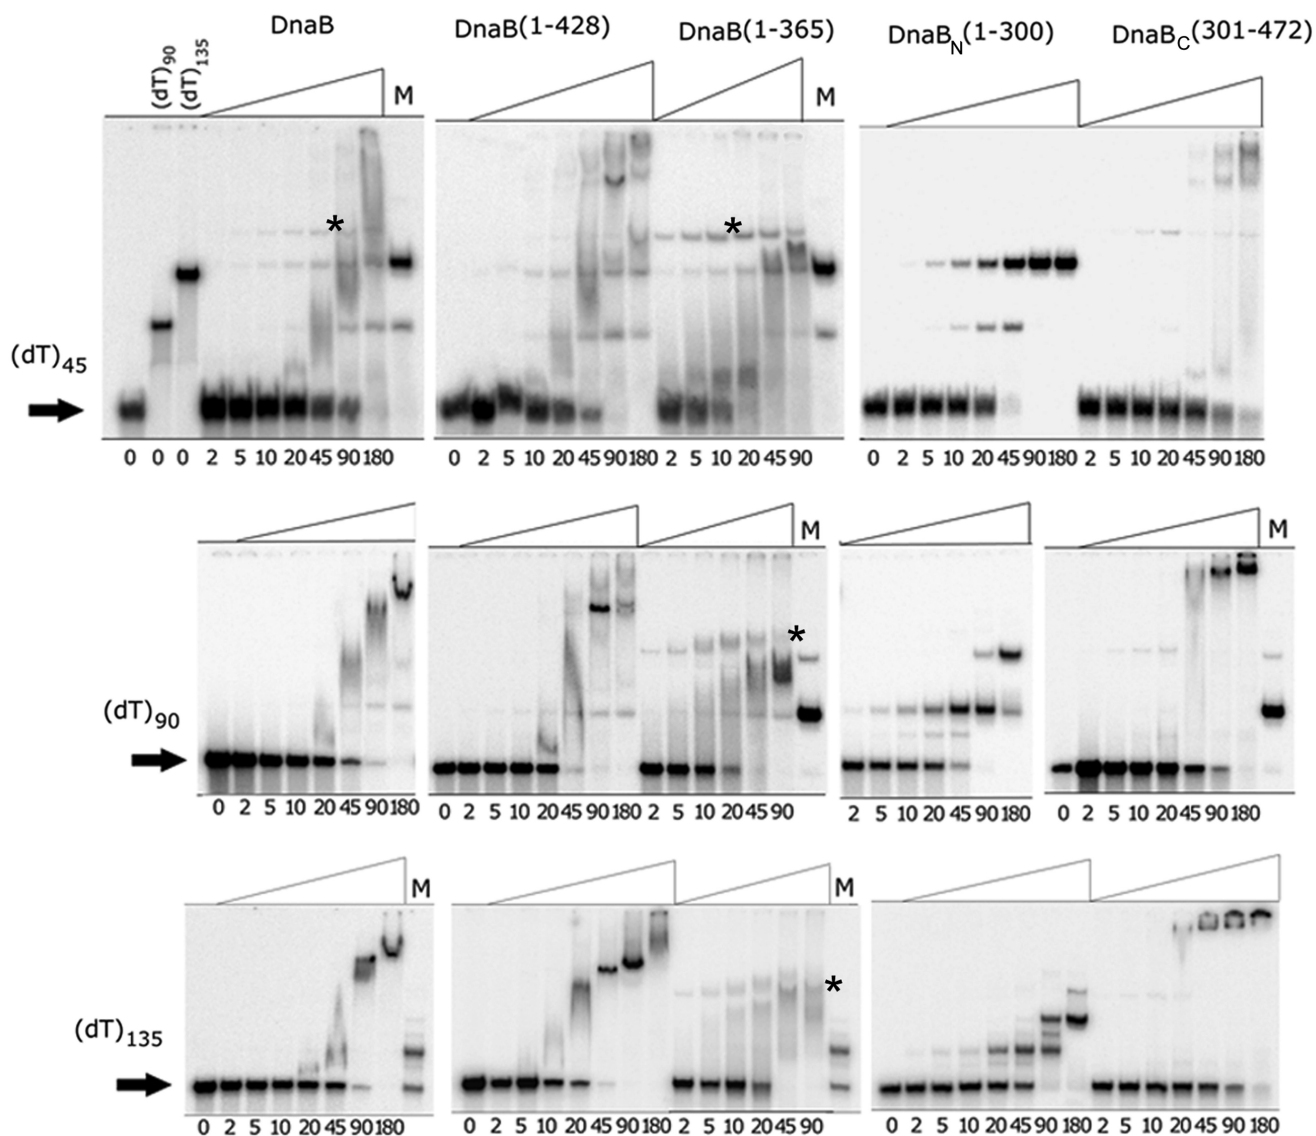 DnaB DnaB(1-428) DnaB(1-365) DnaB_N(1-300) DnaB_C(301-472)
(dT)90 (dT)135 M M
* *
(dT)45
0 0 0 2 5 10 20 45 90 180 0 2 5 10 20 45 90 180 2 5 10 20 45 90 0 2 5 10 20 45 90 180 2 5 10 20 45 90 180
M M
*
(dT)90
0 2 5 10 20 45 90 180 0 2 5 10 20 45 90 180 2 5 10 20 45 90 2 5 10 20 45 90 180 0 2 5 10 20 45 90 180
M M
*
(dT)135
0 2 5 10 20 45 90 180 0 2 5 10 20 45 90 180 2 5 10 20 45 90 0 2 5 10 20 45 90 180 2 5 10 20 45 90 180